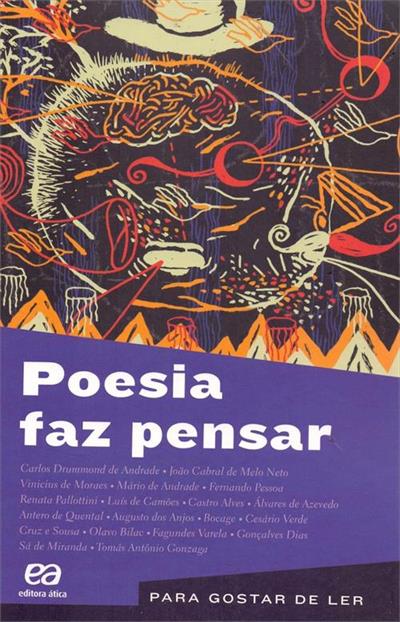 Poesia
faz pensar
Carlos Drummond de Andrade • João Cabral de Melo Neto
Vinicius de Moraes • Mário de Andrade • Fernando Pessoa
Renata Pallottini • Luís de Camões • Castro Alves • Álvares de Azevedo
Antero de Quental • Augusto dos Anjos • Bocage • Cesário Verde
Cruz e Sousa • Olavo Bilac • Fagundes Varela • Gonçalves Dias
Sá de Miranda • Tomás Antônio Gonzaga
ea
editora ática
PARA GOSTAR DE LER